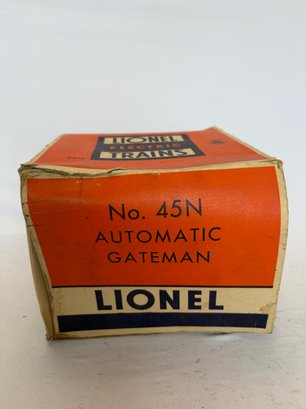 LIONEL
ELECTRIC
TRAINS
No. 45N
AUTOMATIC
GATEMAN
LIONEL